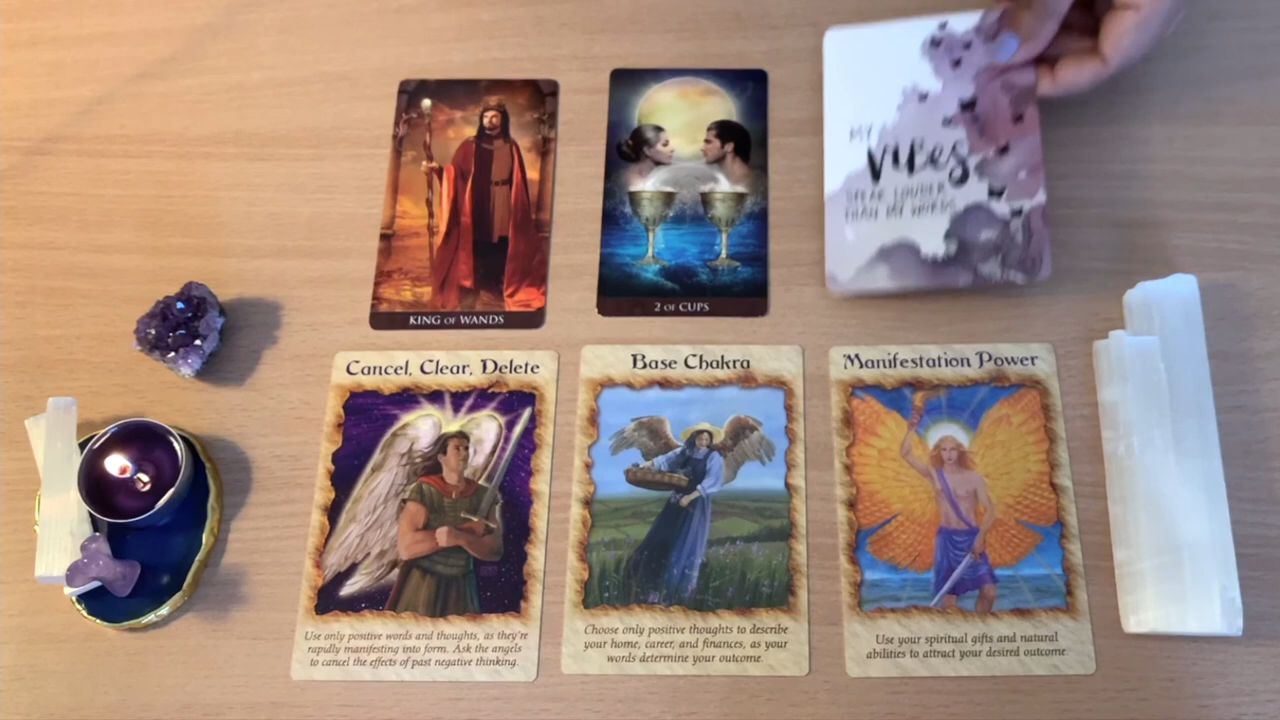 MY
VIBES
SPEAK LOUDER
THAN MY WORDS
KING OF WANDS
2 OF CUPS
Cancel, Clear, Delete
Use only positive words and thoughts, as they're
rapidly manifesting into form. Ask the angels
to cancel the effects of past negative thinking.
Base Chakra
Choose only positive thoughts to describe
your home, career, and finances, as your
words determine your outcome.
Manifestation Power
Use your spiritual gifts and natural
abilities to attract your desired outcome.